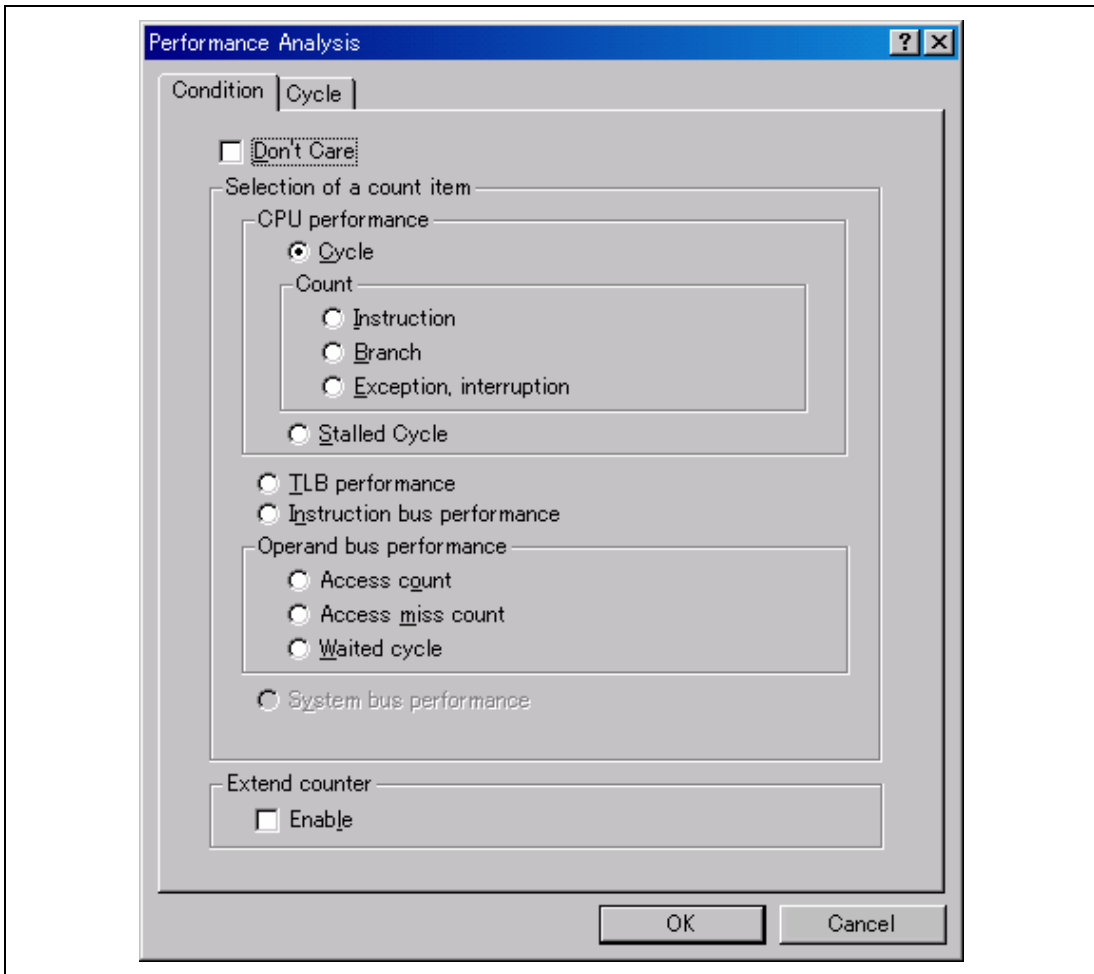 Performance Analysis
Condition Cycle
Don't Care
Selection of a count item
CPU performance
Cycle
Count
Instruction
Branch
Exception, interruption
Stalled Cycle
TLB performance
Instruction bus performance
Operand bus performance
Access count
Access miss count
Waited cycle
System bus performance
Extend counter
Enable
OK Cancel